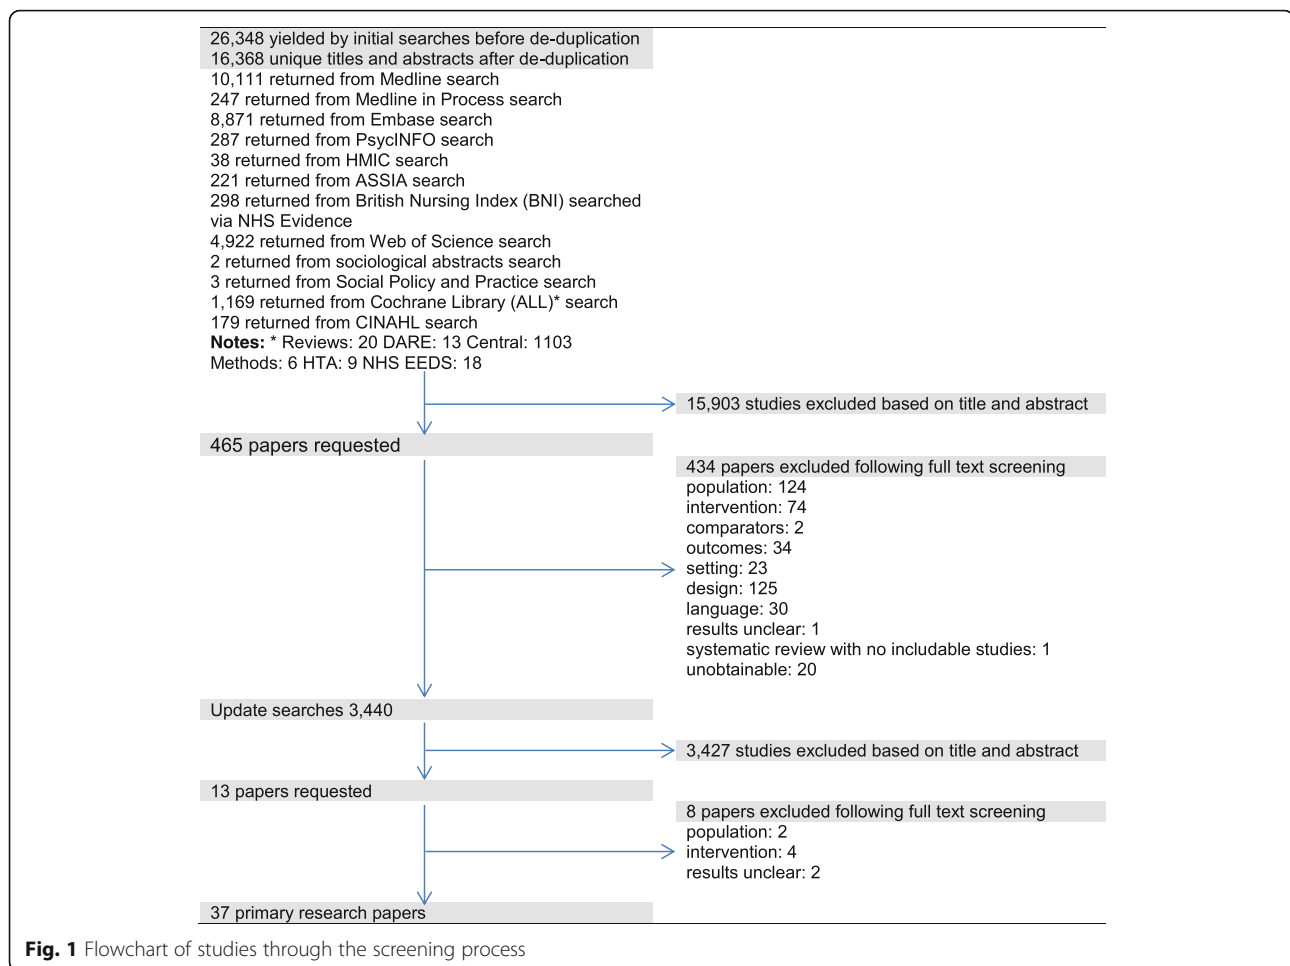 26,348 yielded by initial searches before de-duplication
16,368 unique titles and abstracts after de-duplication
10,111 returned from Medline search
247 returned from Medline in Process search
8,871 returned from Embase search
287 returned from PsycINFO search
38 returned from HMIC search
221 returned from ASSIA search
298 returned from British Nursing Index (BNI) searched
via NHS Evidence
4,922 returned from Web of Science search
2 returned from sociological abstracts search
3 returned from Social Policy and Practice search
1,169 returned from Cochrane Library (ALL)* search
179 returned from CINAHL search
Notes: * Reviews: 20 DARE: 13 Central: 1103
Methods: 6 HTA: 9 NHS EEDS: 18
15,903 studies excluded based on title and abstract
465 papers requested
434 papers excluded following full text screening
population: 124
intervention: 74
comparators: 2
outcomes: 34
setting: 23
design: 125
language: 30
results unclear: 1
systematic review with no includable studies: 1
unobtainable: 20
Update searches 3,440
3,427 studies excluded based on title and abstract
13 papers requested
8 papers excluded following full text screening
population: 2
intervention: 4
results unclear: 2
37 primary research papers
Fig. 1 Flowchart of studies through the screening process